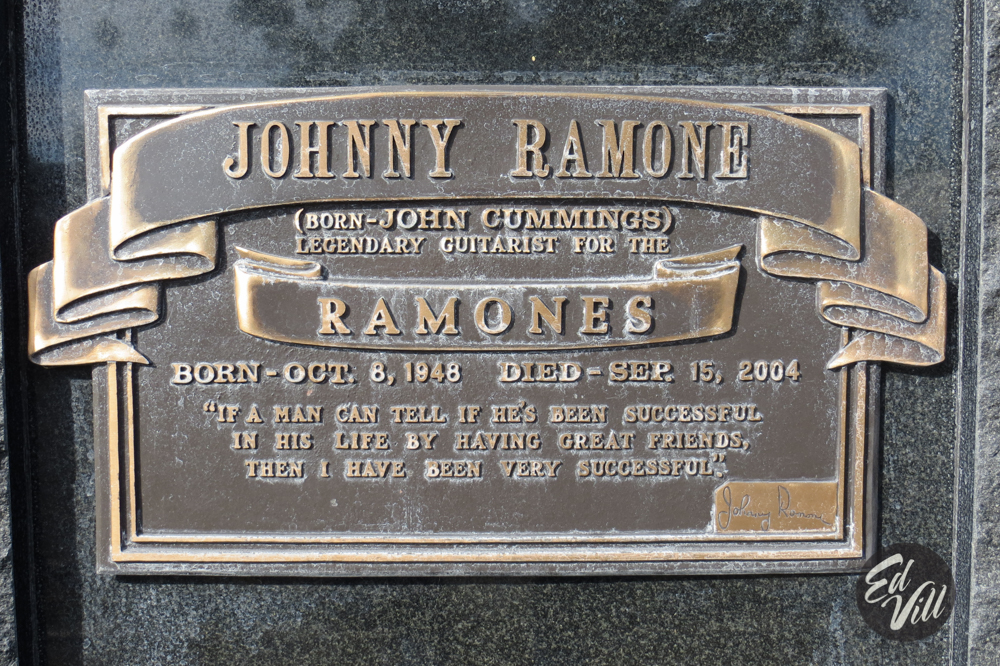 JOHNNY RAMONE
(BORN-JOHN CUMMINGS)
LEGENDARY GUITARIST FOR THE
RAMONES
BORN-OCT. 8, 1948 DIED-SEP. 15, 2004
"IF A MAN CAN TELL IF HE'S BEEN SUCCESSFUL
IN HIS LIFE BY HAVING GREAT FRIENDS,
THEN I HAVE BEEN VERY SUCCESSFUL".
Johnny Ramone
Ed
Vill